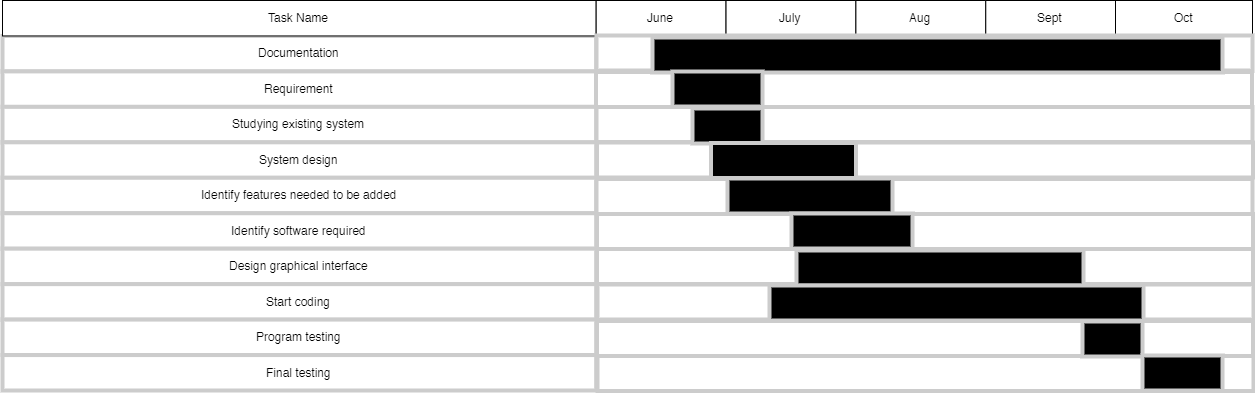 Task Name June July Aug Sept Oct
Documentation
Requirement
Studying existing system
System design
Identify features needed to be added
Identify software required
Design graphical interface
Start coding
Program testing
Final testing